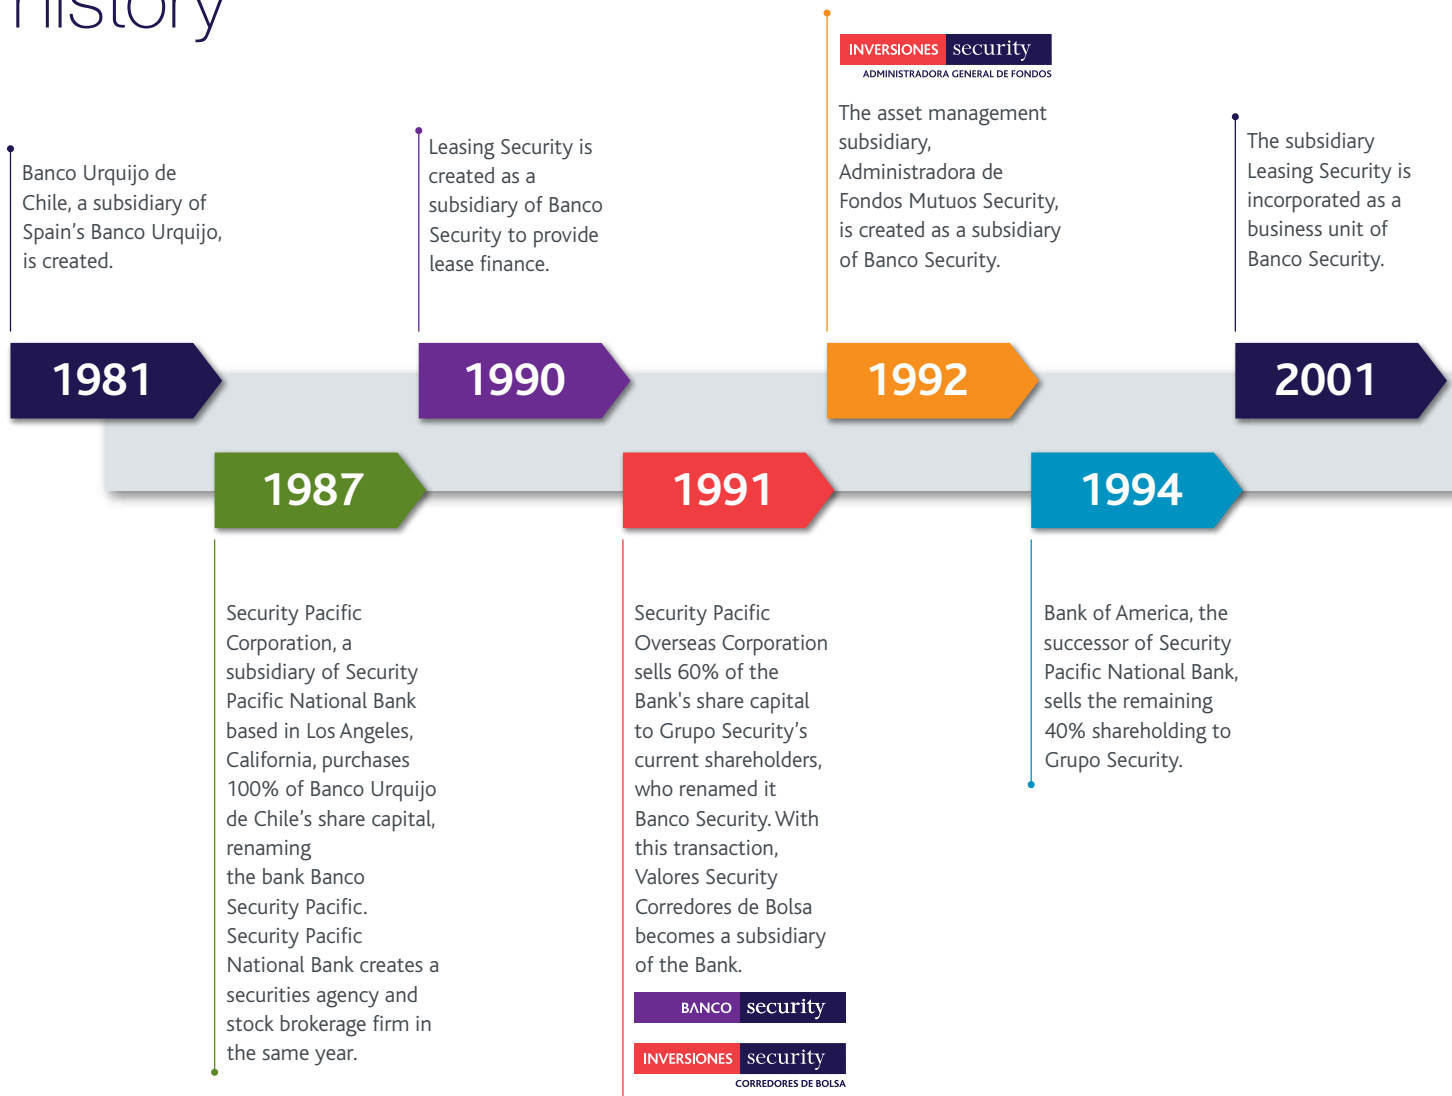 history
Banco Urquijo de
Chile, a subsidiary of
Spain's Banco Urquijo,
is created.
1981
Security Pacific
Corporation, a
subsidiary of Security
Pacific National Bank
based in Los Angeles,
California, purchases
100% of Banco Urquijo
de Chile's share capital,
renaming
the bank Banco
Security Pacific.
Security Pacific
National Bank creates a
securities agency and
stock brokerage firm in
the same year.
1987
Leasing Security is
created as a
subsidiary of Banco
Security to provide
lease finance.
1990
1991
Security Pacific
Overseas Corporation
sells 60% of the
Bank's share capital
to Grupo Security’s
current shareholders,
who renamed it
Banco Security. With
this transaction,
Valores Security
Corredores de Bolsa
becomes a subsidiary
of the Bank.
BANCO security
INVERSIONES security
CORREDORES DE BOLSA
INVERSIONES security
ADMINISTRADORA GENERAL DE FONDOS
The asset management
subsidiary,
Administradora de
Fondos Mutuos Security,
is created as a subsidiary
of Banco Security.
1992
1994
Bank of America, the
successor of Security
Pacific National Bank,
sells the remaining
40% shareholding to
Grupo Security.
The subsidiary
Leasing Security is
incorporated as a
business unit of
Banco Security.
2001